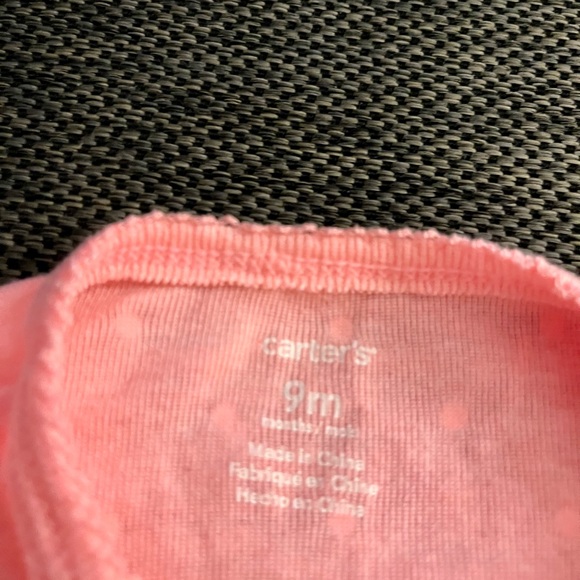 carter's
9m
months / mois
Made in China
Fabriqué en Chine
Hecho en China